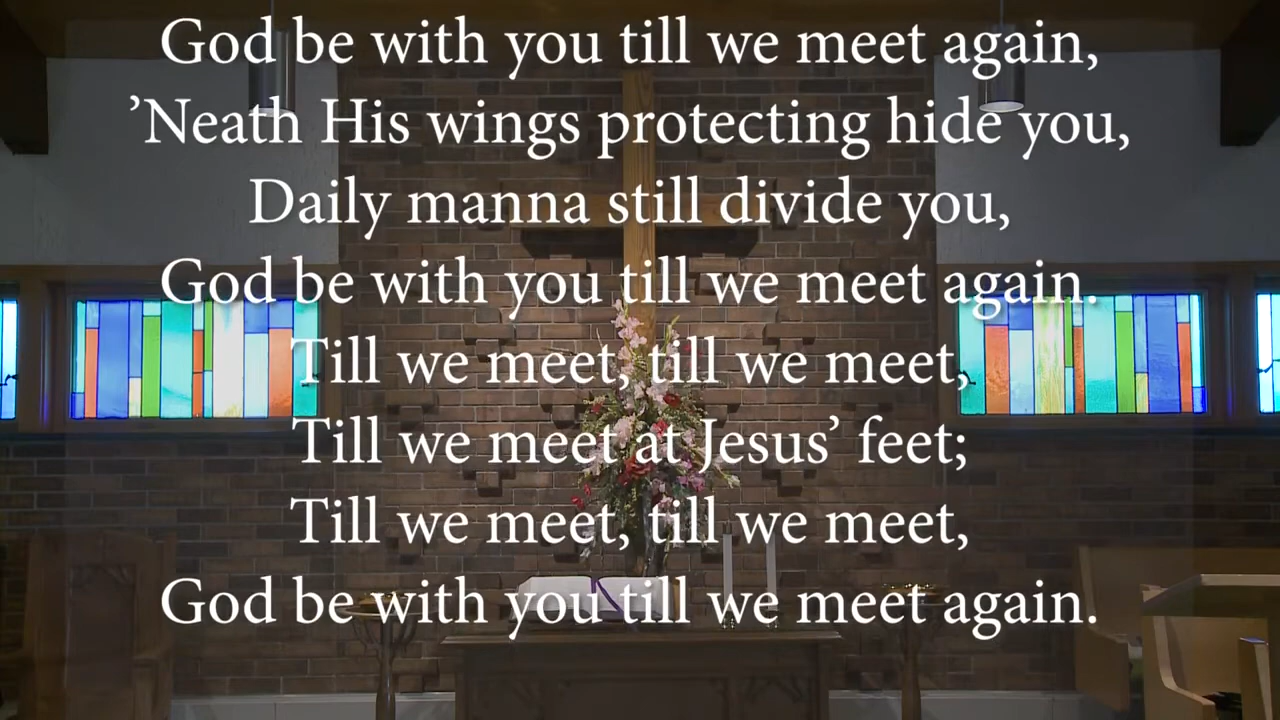 God be with you till we meet again,
’Neath His wings protecting hide you,
Daily manna still divide you,
God be with you till we meet again.
Till we meet, till we meet,
Till we meet at Jesus’ feet;
Till we meet, till we meet,
God be with you till we meet again.